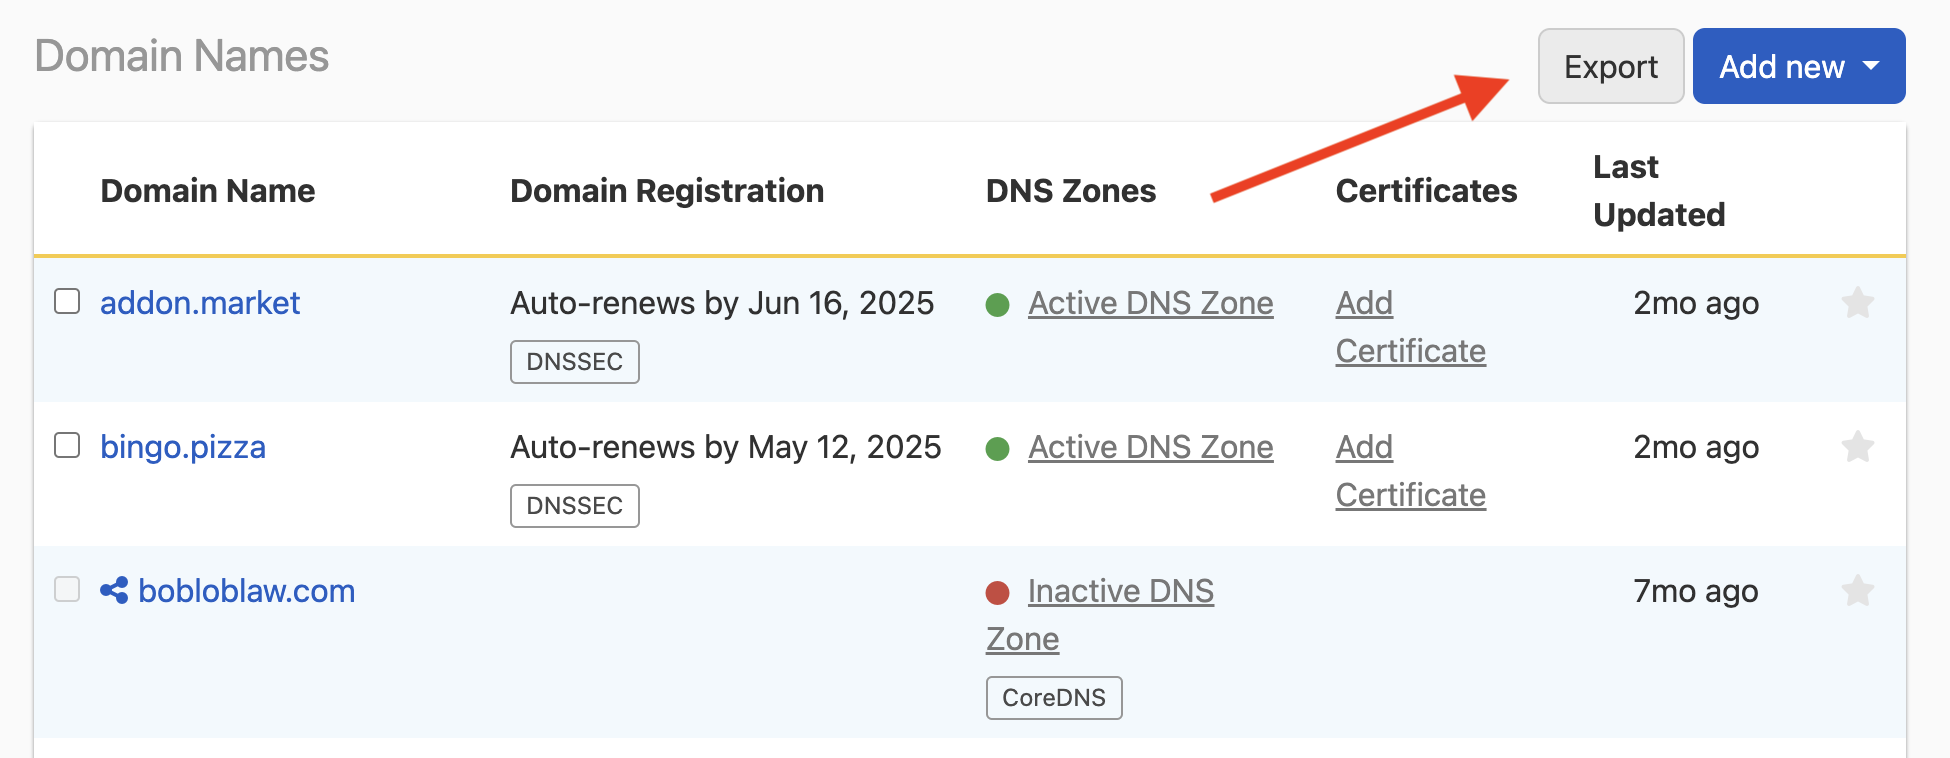 Domain Names
Export
Add new
Domain Name
Domain Registration
DNS Zones
Certificates
Last
Updated
addon.market
Auto-renews by Jun 16, 2025
DNSSEC
Active DNS Zone
Add
Certificate
2mo ago
bingo.pizza
Auto-renews by May 12, 2025
DNSSEC
Active DNS Zone
Add
Certificate
2mo ago
bobloblaw.com
Inactive DNS
Zone
CoreDNS
7mo ago